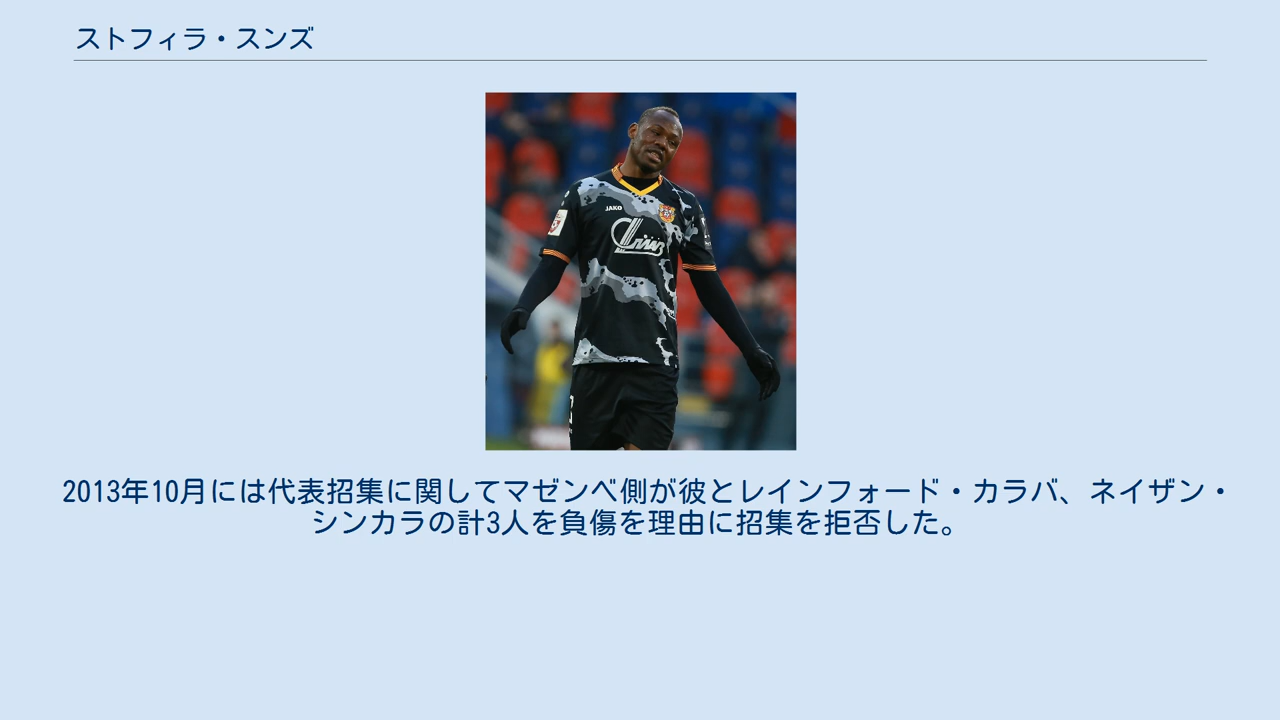 ストフィラ・スンズ
JAKO
2013年10月には代表招集に関してマゼンベ側が彼とレインフォード・カラバ、ネイザン・
シンカラの計3人を負傷を理由に招集を拒否した。